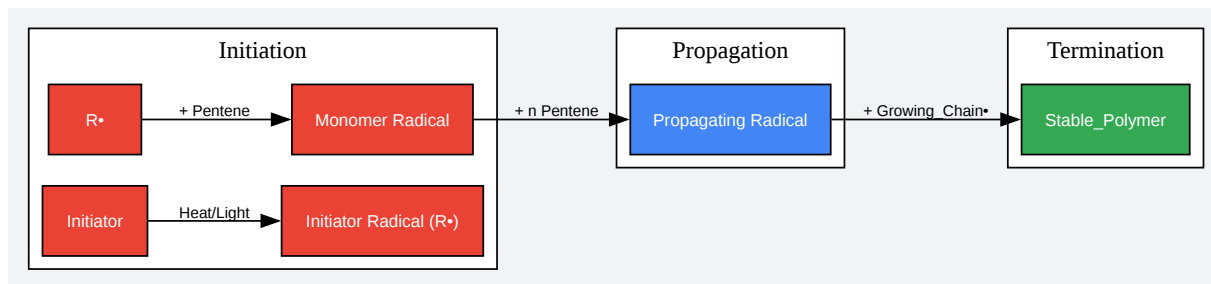 Initiation
R•
+ Pentene
Monomer Radical
Initiator
Heat/Light
Initiator Radical (R•)
+ n Pentene
Propagation
Propagating Radical
+ Growing_Chain•
Termination
Stable_Polymer